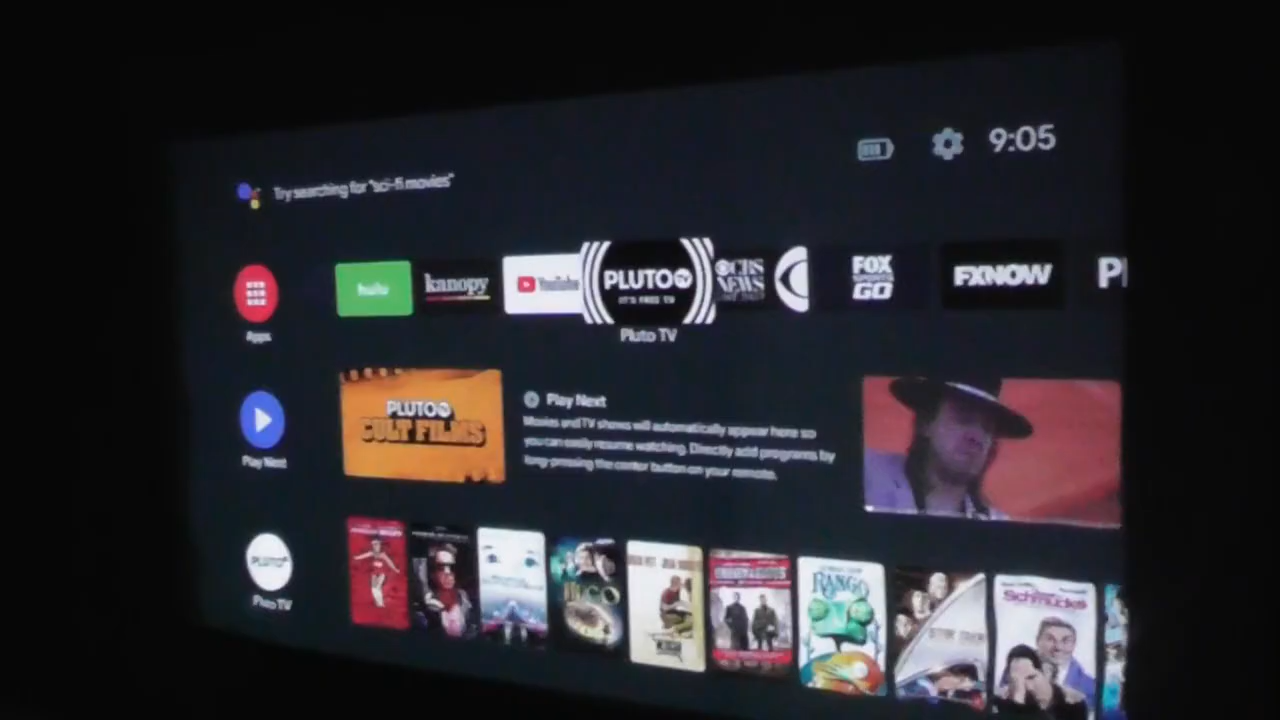 9:05
Try searching for "sci-fi movies"
Apps
hulu
kanopy
YouTube
PLUTO TV
IT'S FREE TV
CBS
NEWS
FOX
SPORTS
GO
FXNOW
Pluto TV
Play Next
PLUTO TV
CULT FILMS
Play Next
Movies and TV shows will automatically appear here so
you can easily resume watching. Directly add programs by
long-pressing the center button on your remote.
Pluto TV
HUGO
RANGO
STAR TREK
Schmucks